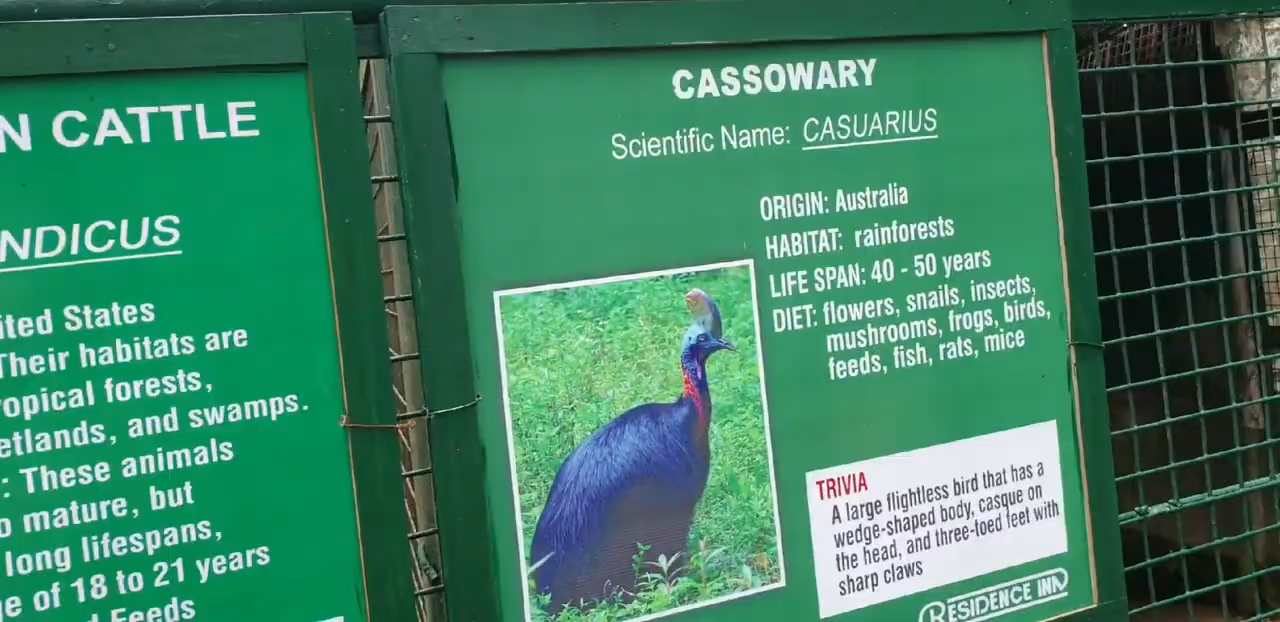 N CATTLE
NDICUS
ited States
Their habitats are
ropical forests,
etlands, and swamps.
: These animals
o mature, but
long lifespans,
ge of 18 to 21 years
d Feeds
CASSOWARY
Scientific Name: CASUARIUS
ORIGIN: Australia
HABITAT: rainforests
LIFE SPAN: 40 - 50 years
DIET: flowers, snails, insects,
mushrooms, frogs, birds,
feeds, fish, rats, mice
TRIVIA
A large flightless bird that has a
wedge-shaped body, casque on
the head, and three-toed feet with
sharp claws
RESIDENCE INN